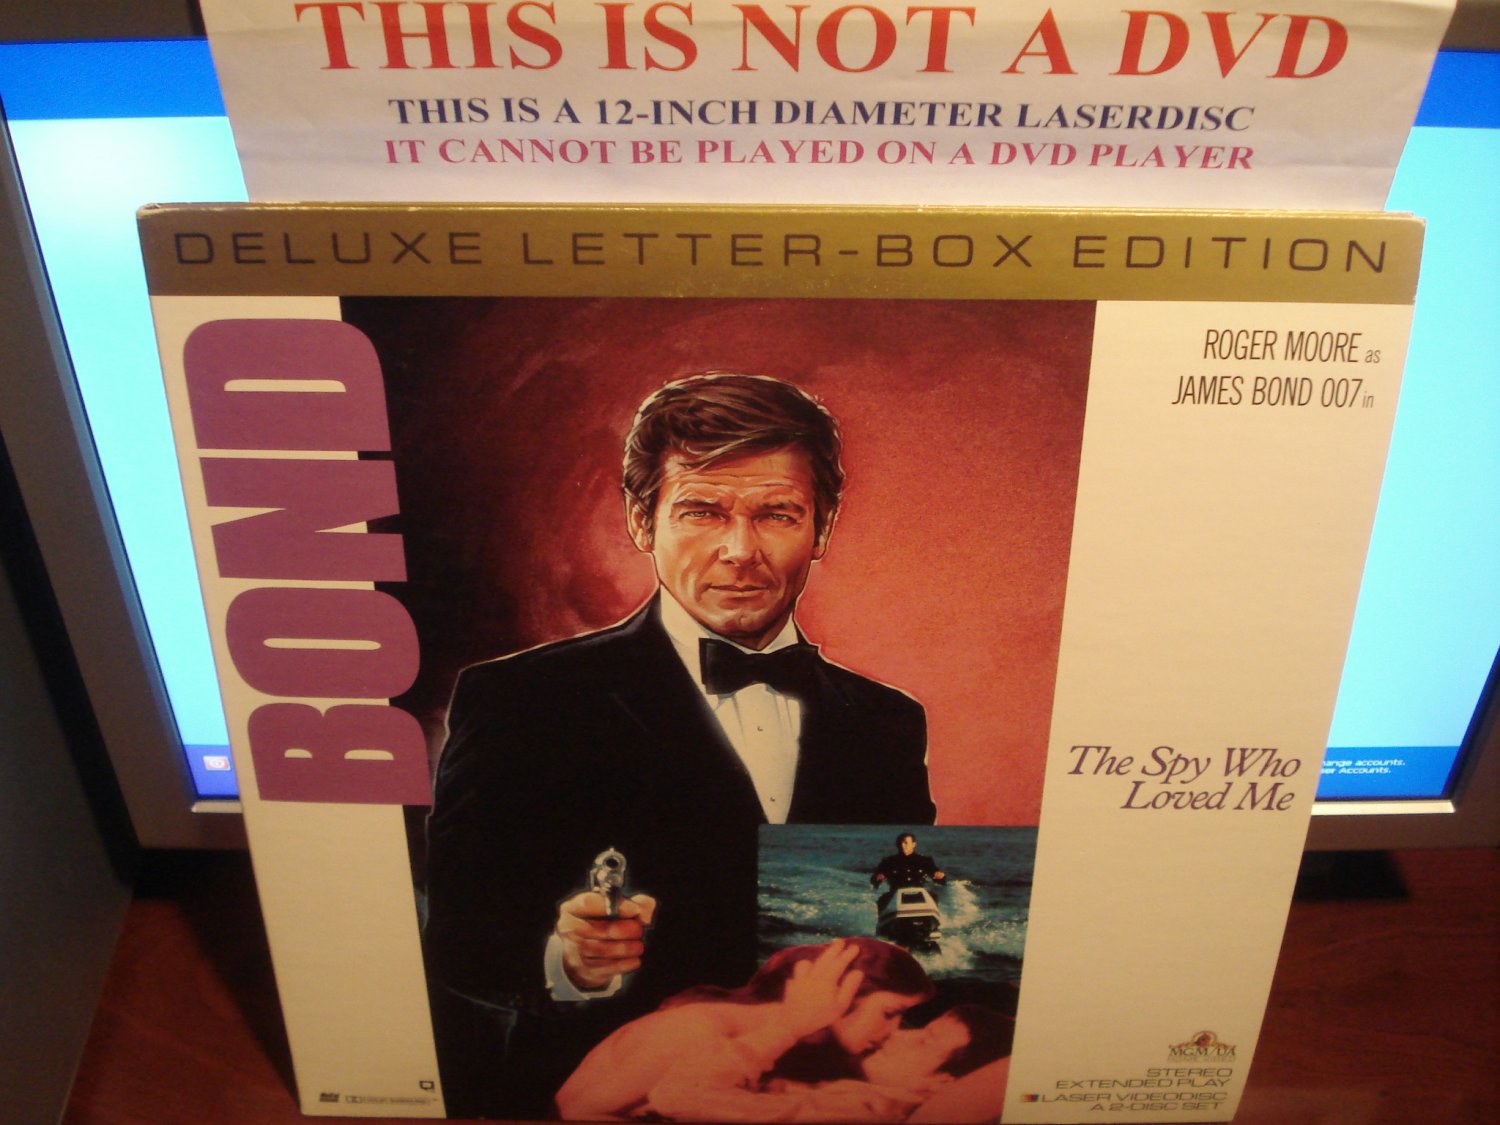 THIS IS NOT A DVD
THIS IS A 12-INCH DIAMETER LASERDISC
IT CANNOT BE PLAYED ON A DVD PLAYER
DELUXE LETTER-BOX EDITION
BOND
ROGER MOORE as
JAMES BOND 007 in
The Spy Who
Loved Me
MGM/UA
STEREO
EXTENDED PLAY
LASER VIDEODISC
A 2-DISC SET
accounts.
Accounts.